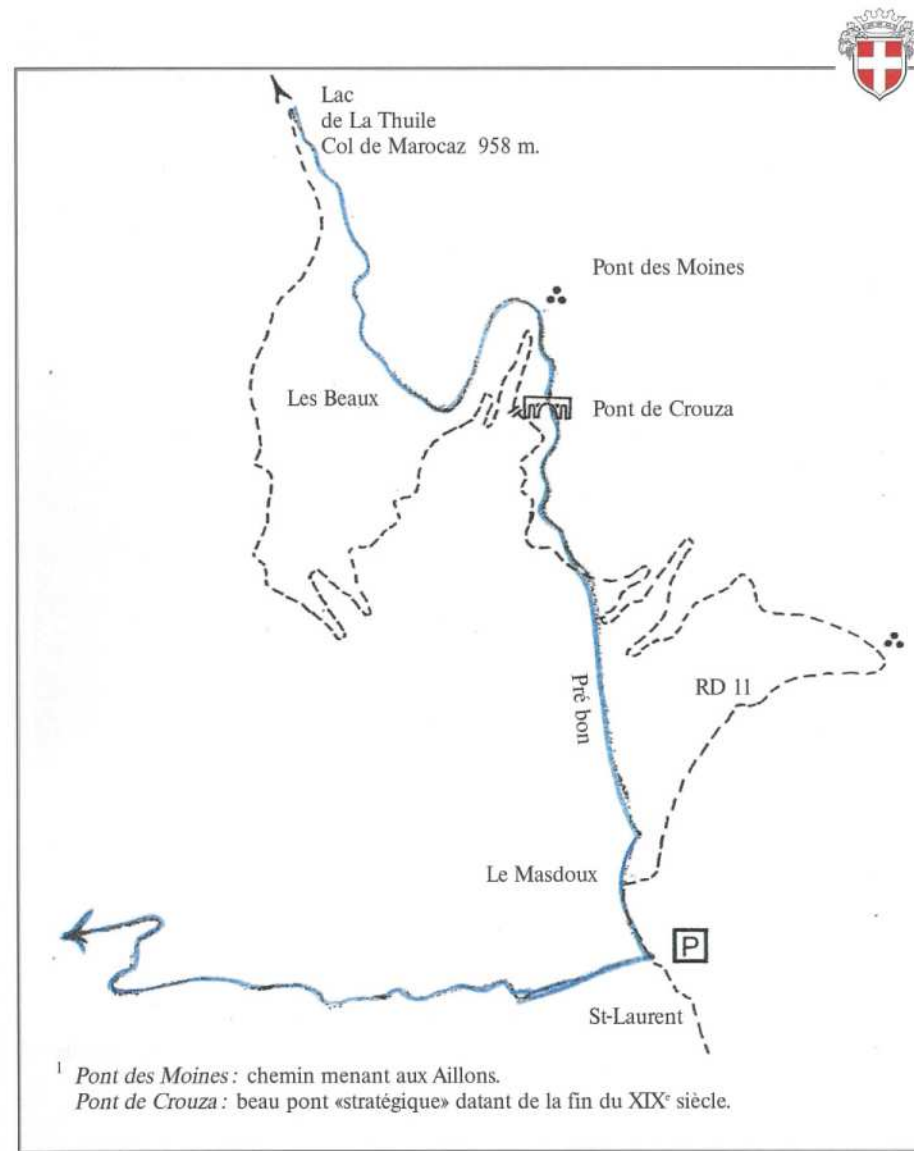 Lac
de La Thuile
Col de Marocaz 958 m.
Pont des Moines
Les Beaux
Pont de Crouza
RD 11
Pré bon
Le Masdoux
P
St-Laurent
¹ Pont des Moines : chemin menant aux Aillons.
Pont de Crouza : beau pont «stratégique» datant de la fin du XIXᵉ siècle.